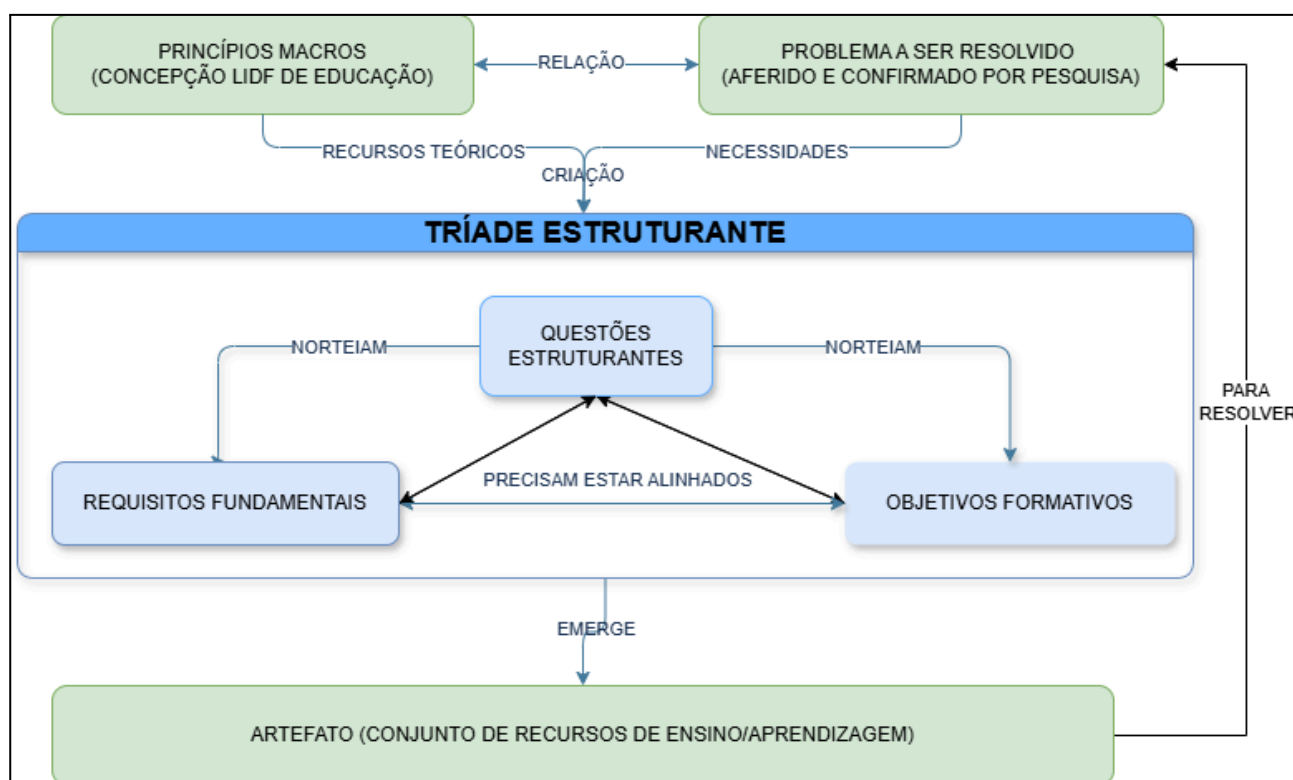 PRINCÍPIOS MACROS
(CONCEPÇÃO LIDF DE EDUCAÇÃO)
RELAÇÃO
PROBLEMA A SER RESOLVIDO
(AFERIDO E CONFIRMADO POR PESQUISA)
RECURSOS TEÓRICOS
NECESSIDADES
CRIAÇÃO
TRÍADE ESTRUTURANTE
NORTEIAM
QUESTÕES
ESTRUTURANTES
NORTEIAM
PARA
RESOLVER
PRECISAM ESTAR ALINHADOS
REQUISITOS FUNDAMENTAIS
OBJETIVOS FORMATIVOS
EMERGE
ARTEFATO (CONJUNTO DE RECURSOS DE ENSINO/APRENDIZAGEM)